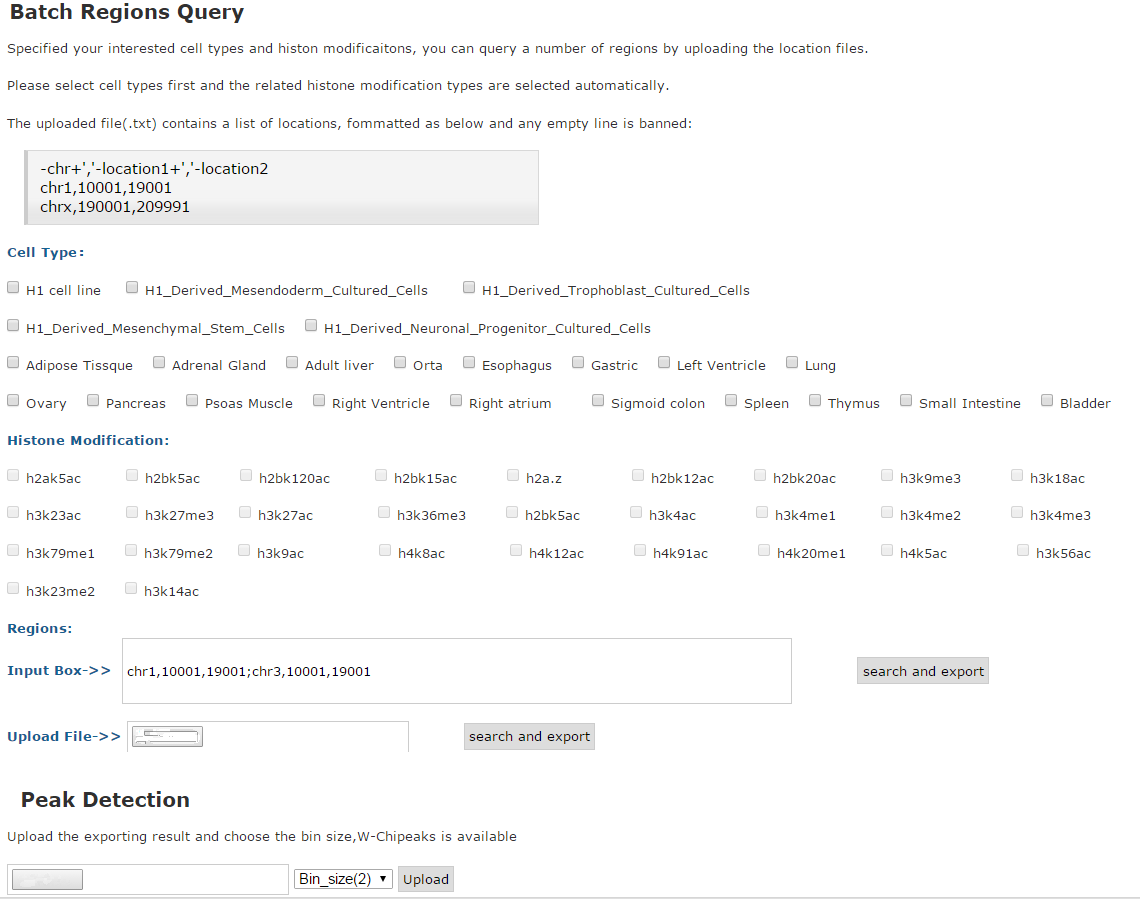 Batch Regions Query
Specified your interested cell types and histon modificaitons, you can query a number of regions by uploading the location files.
Please select cell types first and the related histone modification types are selected automatically.
The uploaded file(.txt) contains a list of locations, fommatted as below and any empty line is banned:
-chr+','-location1+','-location2
chr1,10001,19001
chrx,190001,209991
Cell Type:
H1 cell line H1_Derived_Mesendoderm_Cultured_Cells H1_Derived_Trophoblast_Cultured_Cells
H1_Derived_Mesenchymal_Stem_Cells H1_Derived_Neuronal_Progenitor_Cultured_Cells
Adipose Tissque Adrenal Gland Adult liver Orta Esophagus Gastric Left Ventricle Lung
Ovary Pancreas Psoas Muscle Right Ventricle Right atrium Sigmoid colon Spleen Thymus Small Intestine Bladder
Histone Modification:
h2ak5ac h2bk5ac h2bk120ac h2bk15ac h2a.z h2bk12ac h2bk20ac h3k9me3 h3k18ac
h3k23ac h3k27me3 h3k27ac h3k36me3 h2bk5ac h3k4ac h3k4me1 h3k4me2 h3k4me3
h3k79me1 h3k79me2 h3k9ac h4k8ac h4k12ac h4k91ac h4k20me1 h4k5ac h3k56ac
h3k23me2 h3k14ac
Regions:
Input Box->> chr1,10001,19001;chr3,10001,19001 search and export
Upload File->> search and export
Peak Detection
Upload the exporting result and choose the bin size,W-Chipeaks is available
Bin_size(2) Upload